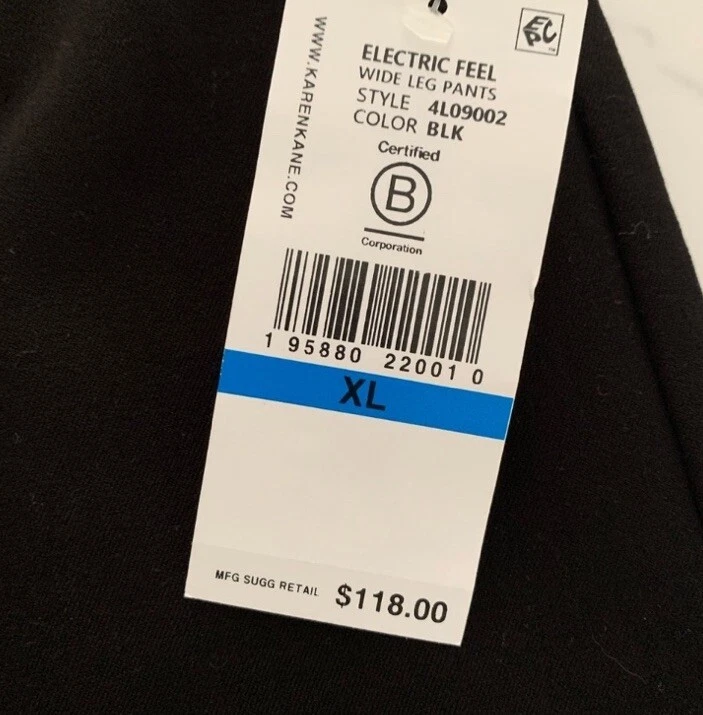 EPC
ELECTRIC FEEL
WIDE LEG PANTS
STYLE 4L09002
COLOR BLK
WWW.KARENKANE.COM
Certified
B
Corporation
1 95880 22001 0
XL
MFG SUGG RETAIL $118.00